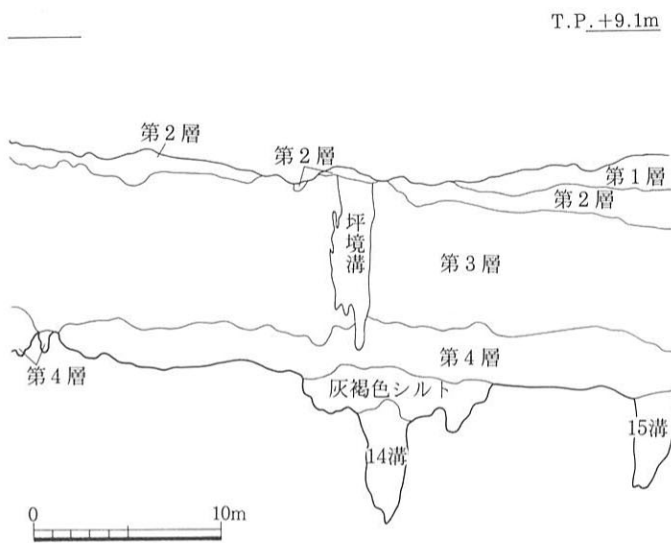 T.P.+9.1m
第2層
第2層
第1層
第2層
坪境溝
第3層
第4層
第4層
灰褐色シルト
14溝
15溝
0
10m